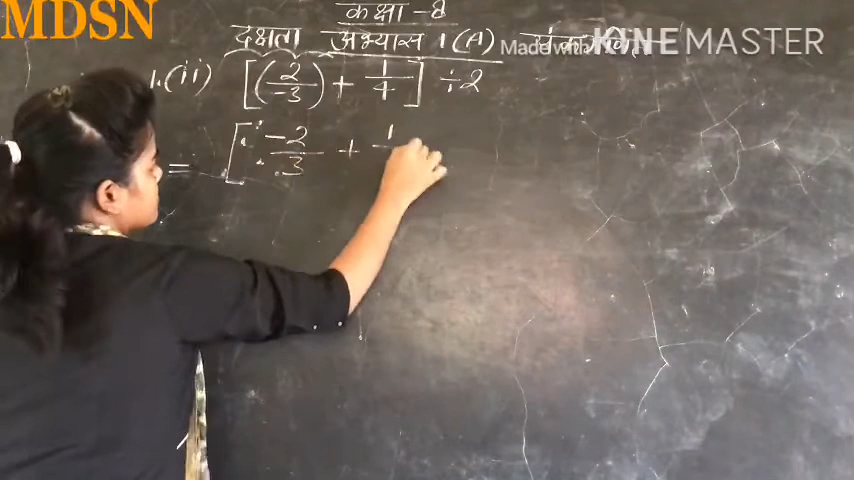 MDSN
कक्षा - 8
दक्षता अभ्यास 1(A)
Made with KINEMASTER
1.(ii) [(2/-3) + 1/4] ÷ 2
= [-2/3 + 1